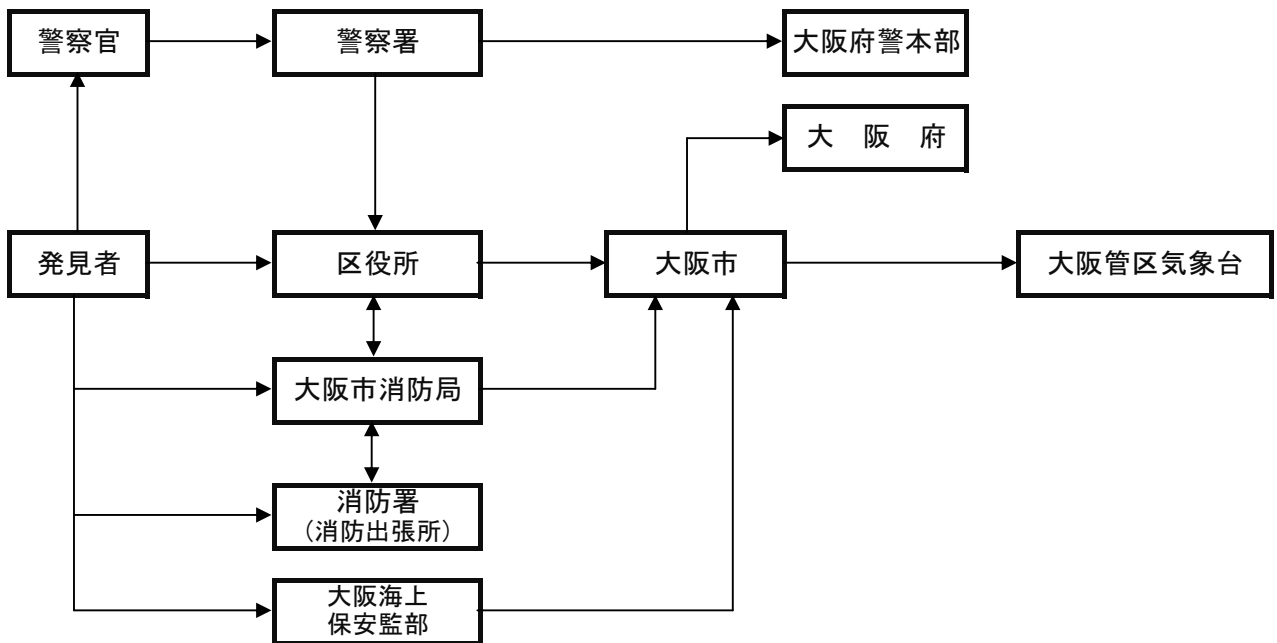 警察官
警察署
大阪府警本部
大 阪 府
発見者
区役所
大阪市
大阪管区気象台
大阪市消防局
消防署
（消防出張所）
大阪海上
保安監部